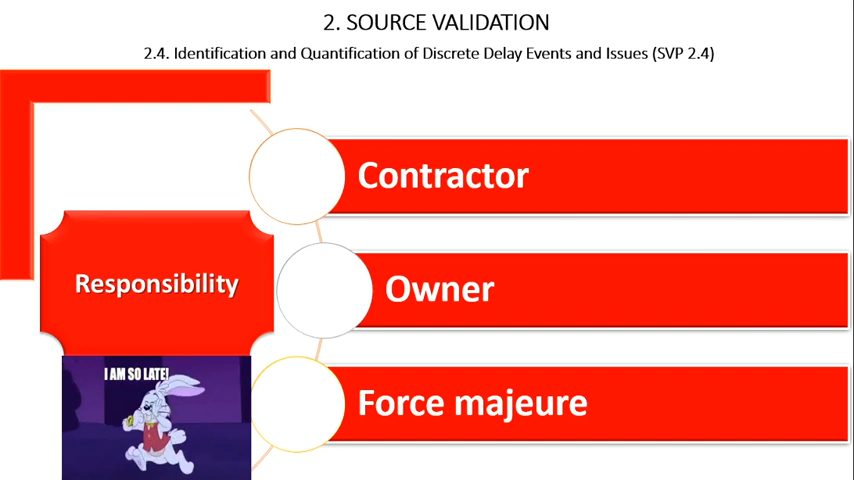 2. SOURCE VALIDATION
2.4. Identification and Quantification of Discrete Delay Events and Issues (SVP 2.4)
Contractor
Responsibility
Owner
I AM SO LATE!
Force majeure